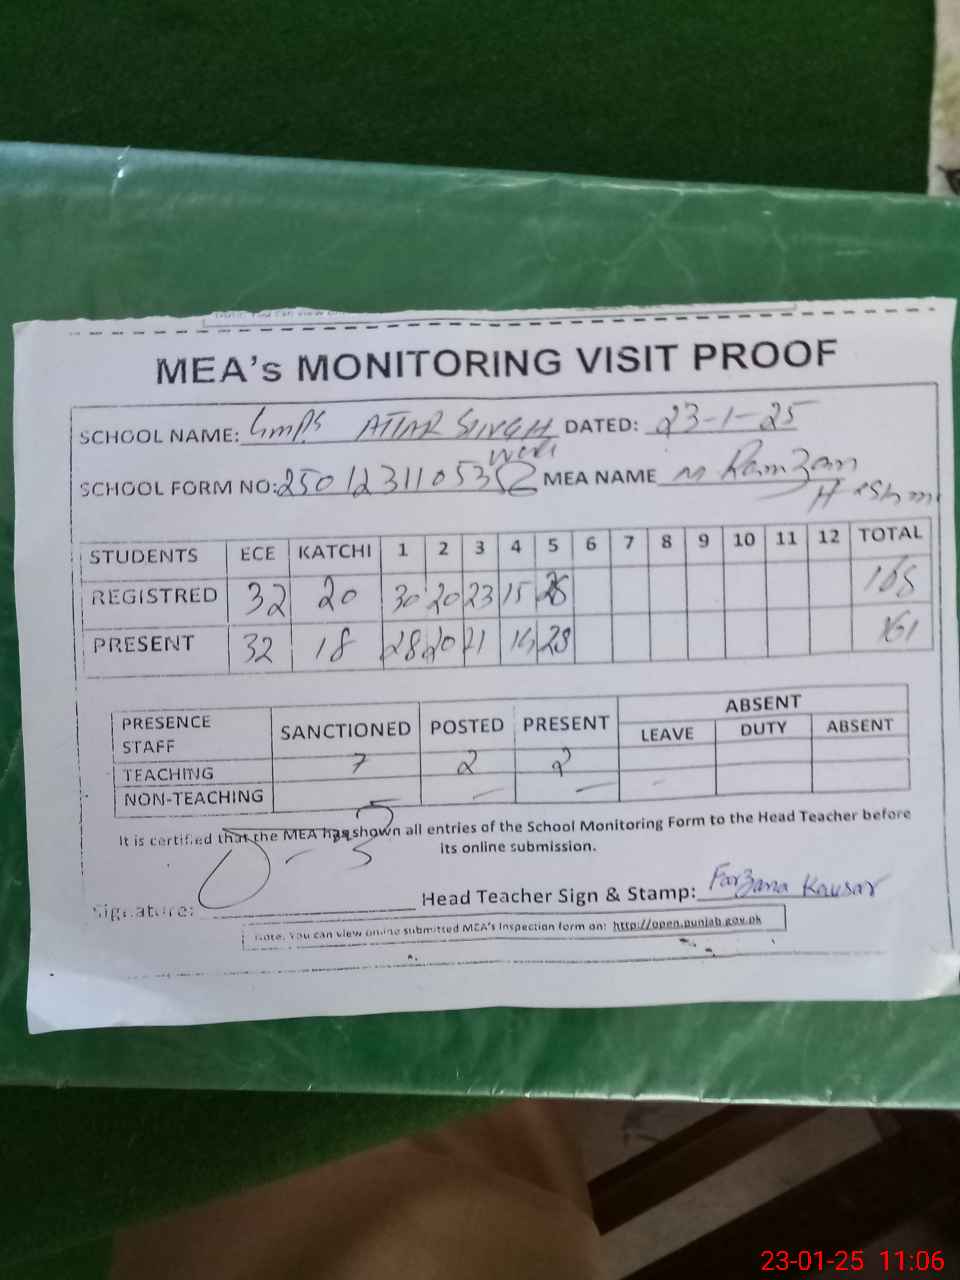 MEA's MONITORING VISIT PROOF
SCHOOL NAME: GMPS ATTAR SINGH DATED: 23-1-25
SCHOOL FORM NO: MEA NAME M Ramzan
STUDENTS ECE KATCHI 1 2 3 4 5 6 7 8 9 10 11 12 TOTAL
REGISTRED 32 20 30 20 23 15 28 168
PRESENT 32 18 28 20 21 14 28 161
PRESENCE STAFF SANCTIONED POSTED PRESENT ABSENT
LEAVE DUTY ABSENT
TEACHING 7 2 2
NON-TEACHING - - -
It is certified that the MEA has shown all entries of the School Monitoring Form to the Head Teacher before
its online submission.
Signature: Head Teacher Sign & Stamp: Farzana Kausar
Note. You can view online submitted MEA's Inspection form on: http://open.punjab.gov.pk
23-01-25 11:06